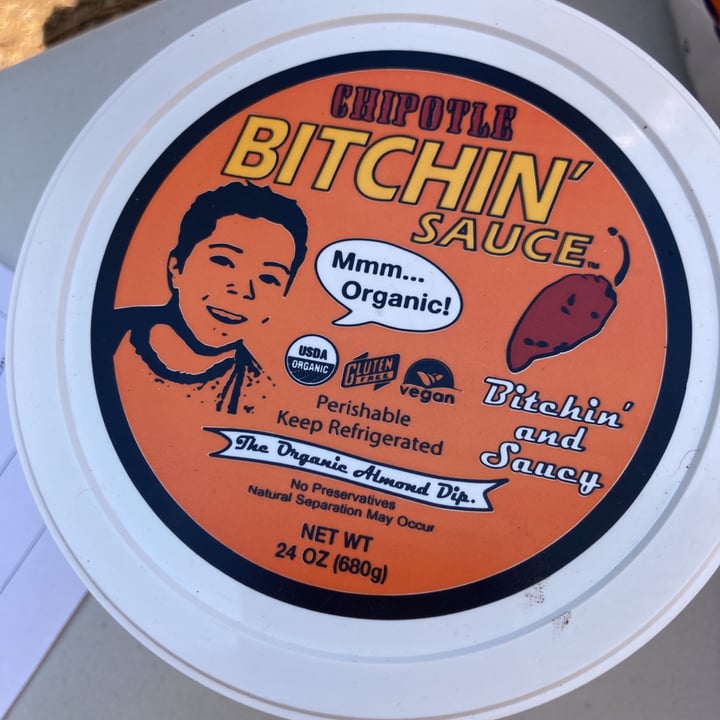 CHIPOTLE
BITCHIN'
SAUCE™
Mmm...
Organic!
USDA
ORGANIC
GLUTEN
FREE
vegan
Perishable
Keep Refrigerated
Bitchin'
and
Saucy
The Organic Almond Dip.
No Preservatives
Natural Separation May Occur
NET WT
24 OZ (680g)